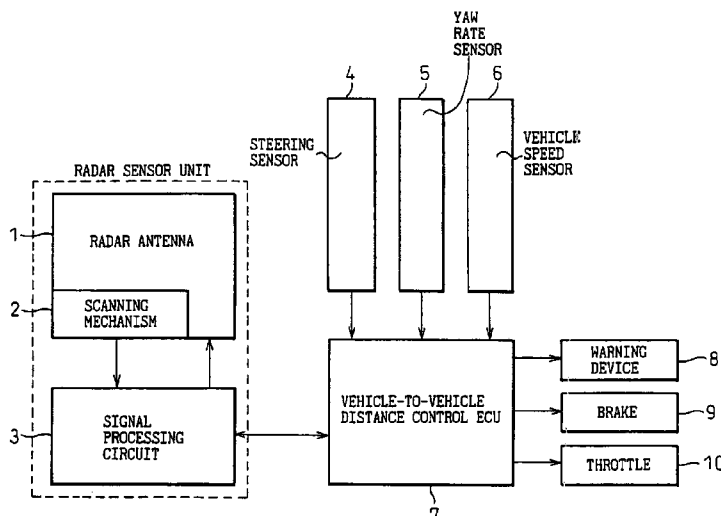 YAW
RATE
SENSOR
4
5
6
STEERING
SENSOR
VEHICLE
SPEED
SENSOR
RADAR SENSOR UNIT
1
RADAR ANTENNA
2
SCANNING
MECHANISM
3
SIGNAL
PROCESSING
CIRCUIT
VEHICLE-TO-VEHICLE
DISTANCE CONTROL ECU
7
WARNING
DEVICE
8
BRAKE
9
THROTTLE
10